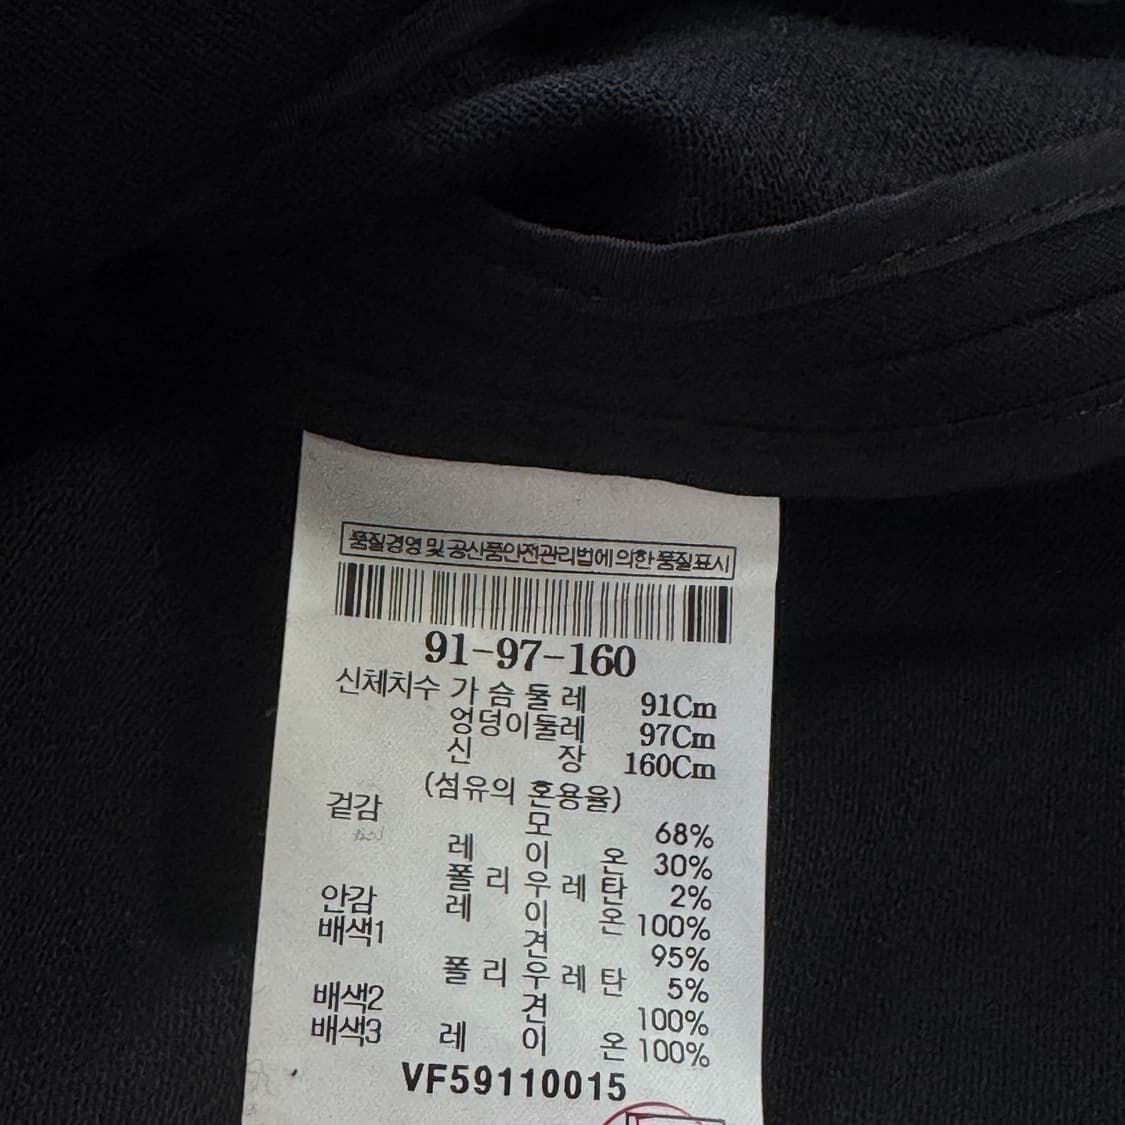 품질경영 및 공산품안전관리법에 의한 품질표시
91-97-160
신체치수 가 슴 둘 레 91Cm
엉덩이둘레 97Cm
신 장 160Cm
(섬유의 혼용율)
겉감 모 68%
레 이 온 30%
폴 리 우 레 탄 2%
안감 레 이 온 100%
배색1 견 95%
폴 리 우 레 탄 5%
배색2 견 100%
배색3 레 이 온 100%
VF59110015